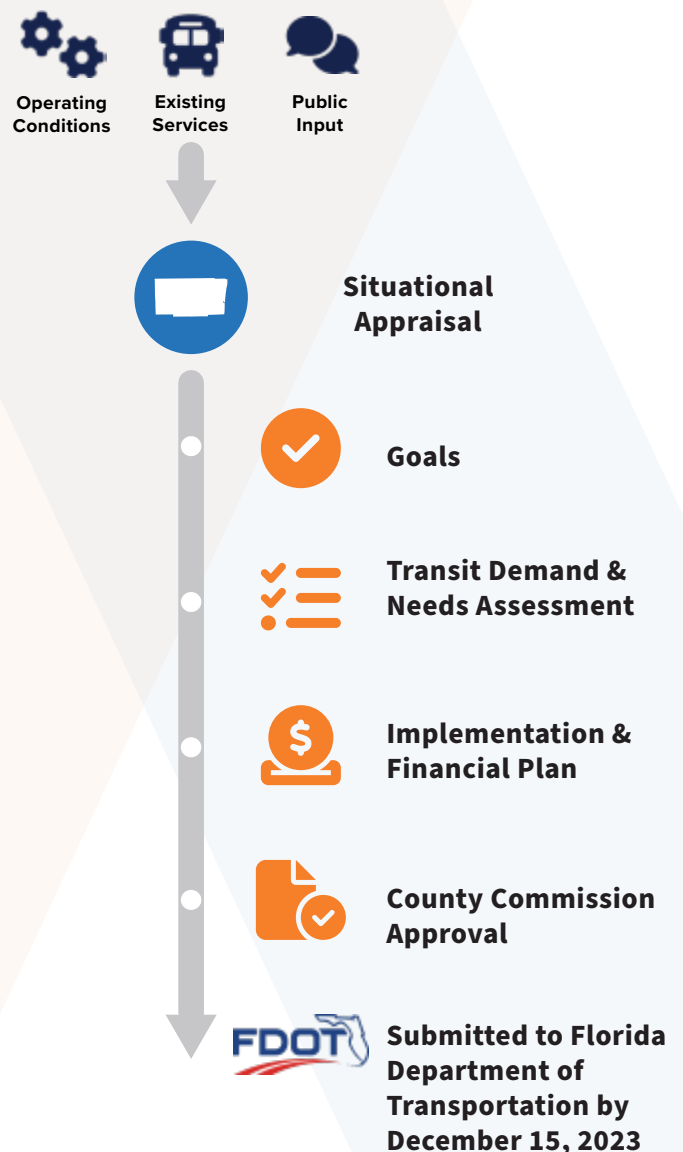 Operating
Conditions
Existing
Services
Public
Input
Situational
Appraisal
Goals
Transit Demand &
Needs Assessment
$
Implementation &
Financial Plan
County Commission
Approval
FDOT
Submitted to Florida
Department of
Transportation by
December 15, 2023